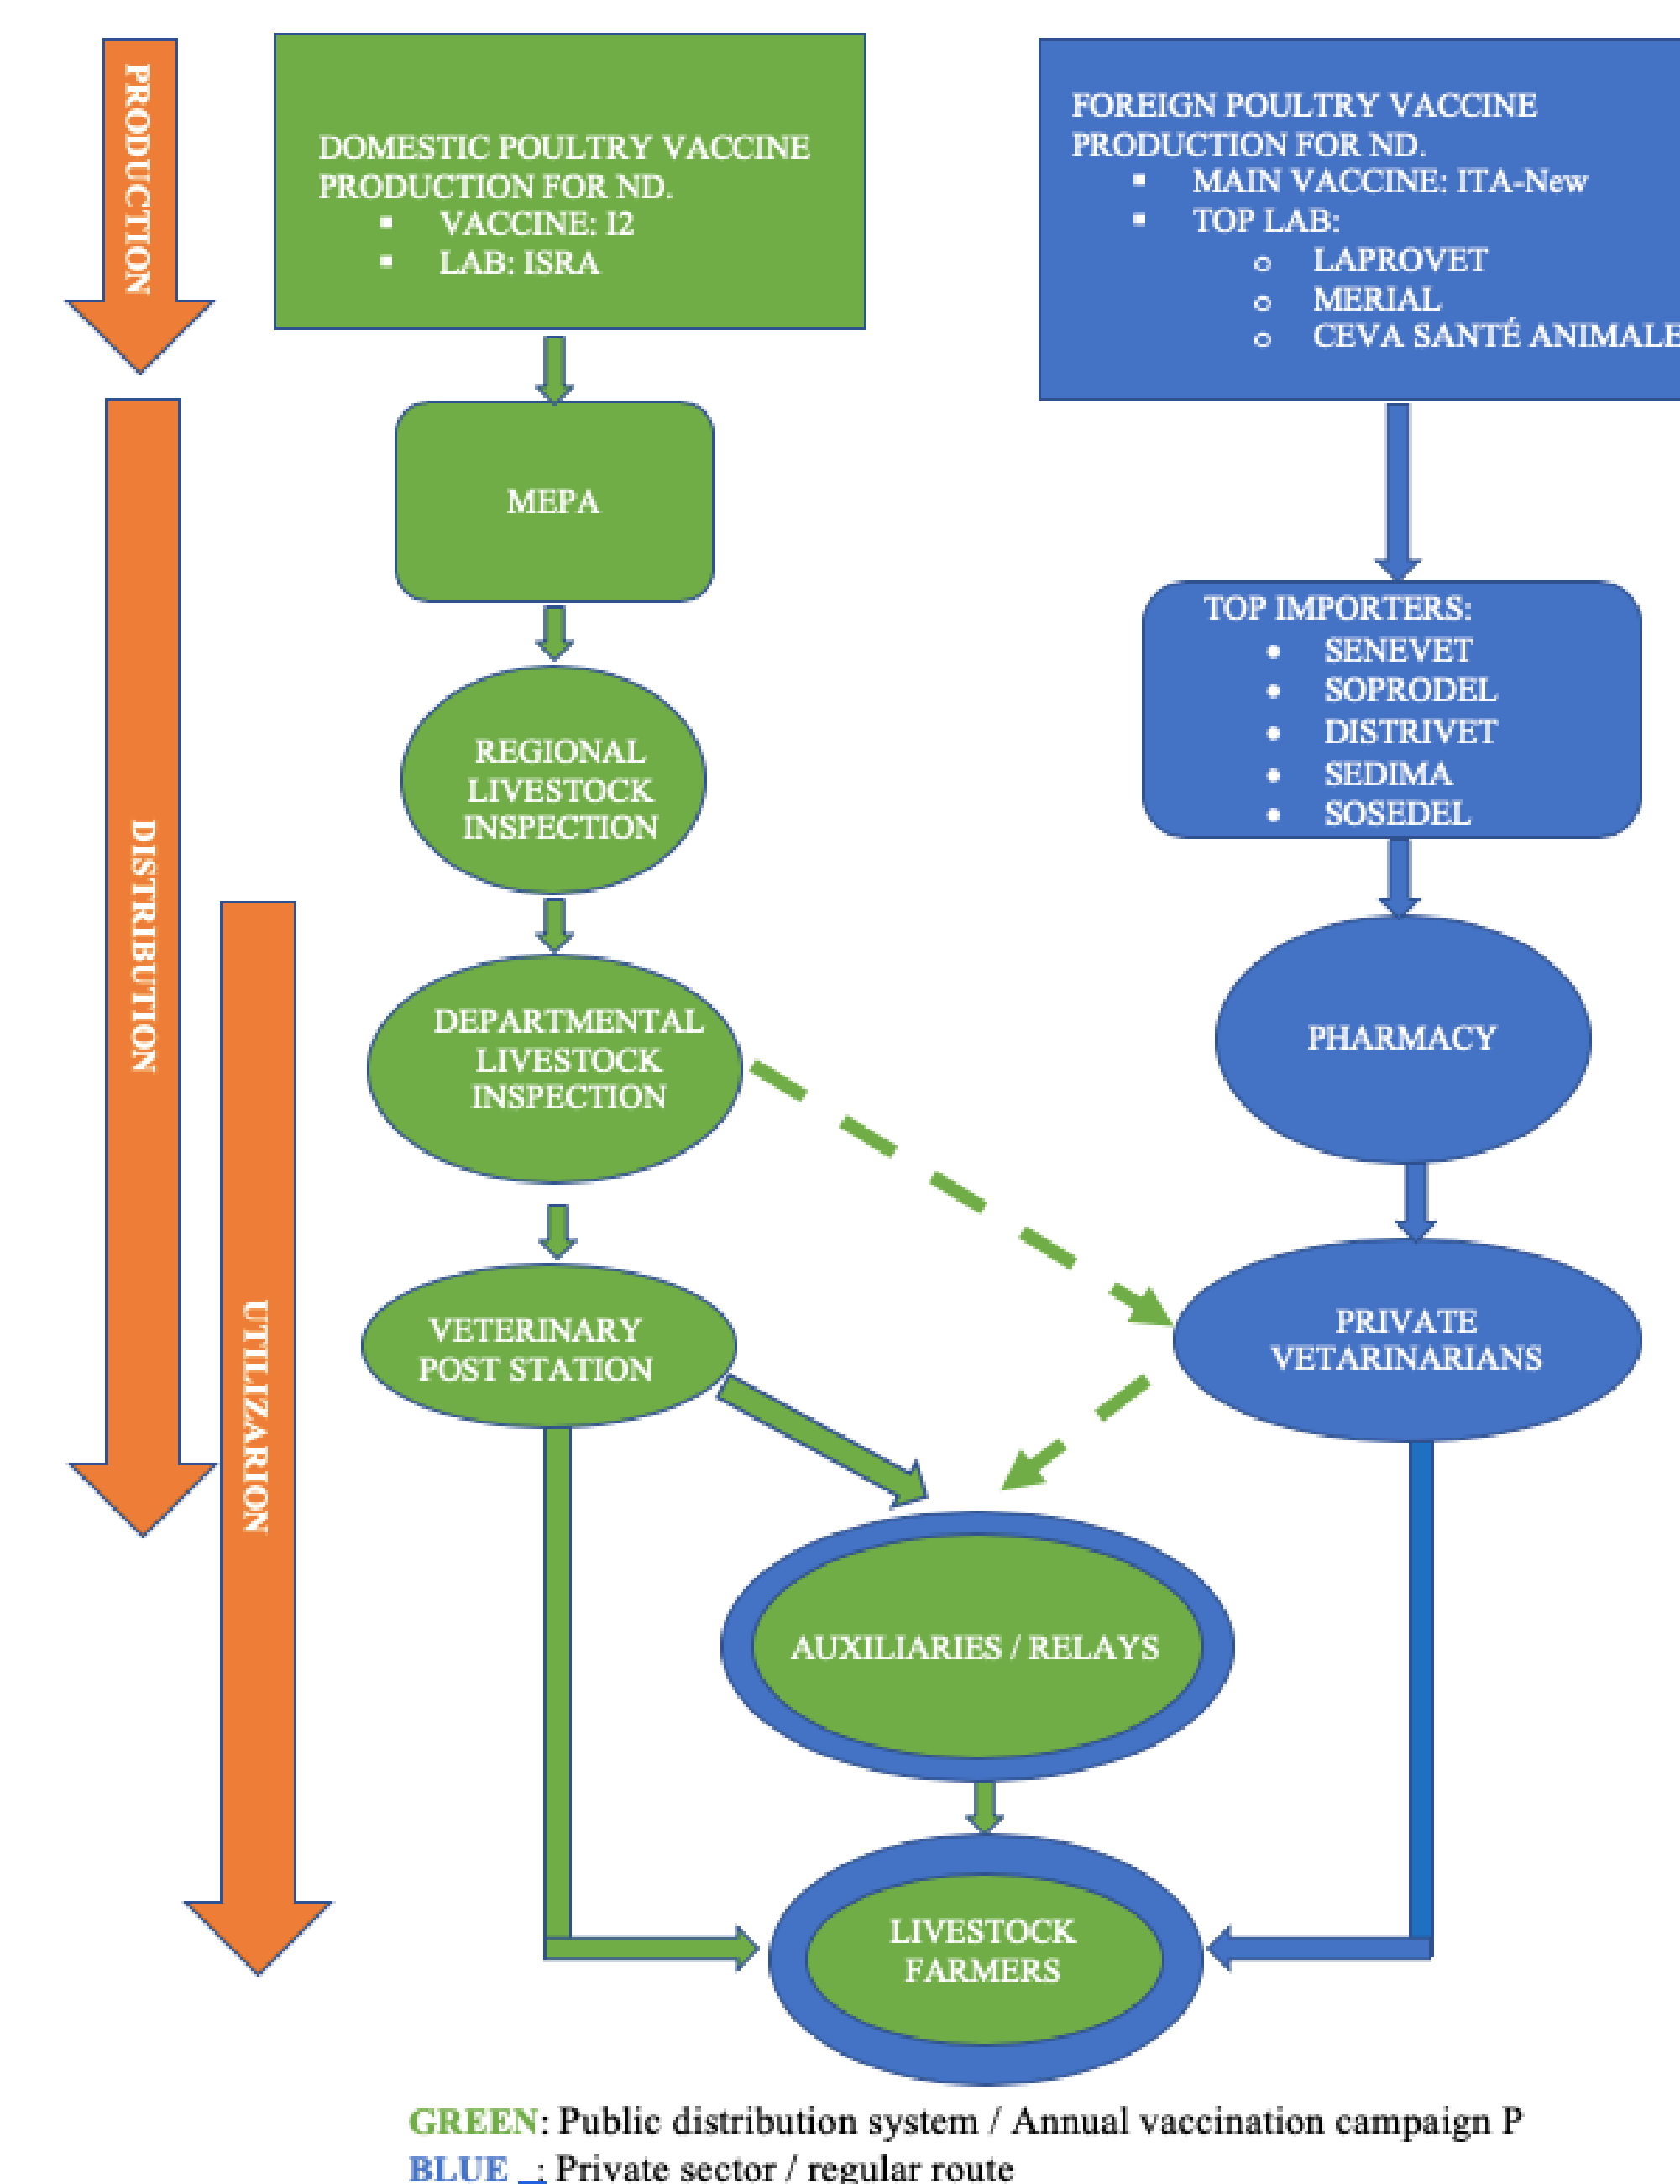 PRODUCTION
DOMESTIC POULTRY VACCINE
PRODUCTION FOR ND.
▪ VACCINE: I2
▪ LAB: ISRA
FOREIGN POULTRY VACCINE
PRODUCTION FOR ND.
▪ MAIN VACCINE: ITA-New
▪ TOP LAB:
o LAPROVET
o MERIAL
o CEVA SANTÉ ANIMALE
DISTRIBUTION
MEPA
TOP IMPORTERS:
• SENEVET
• SOPRODEL
• DISTRIVET
• SEDIMA
• SOSEDEL
REGIONAL
LIVESTOCK
INSPECTION
UTILIZARION
DEPARTMENTAL
LIVESTOCK
INSPECTION
PHARMACY
VETERINARY
POST STATION
PRIVATE
VETARINARIANS
AUXILIARIES / RELAYS
LIVESTOCK
FARMERS
GREEN: Public distribution system / Annual vaccination campaign P
BLUE _: Private sector / regular route